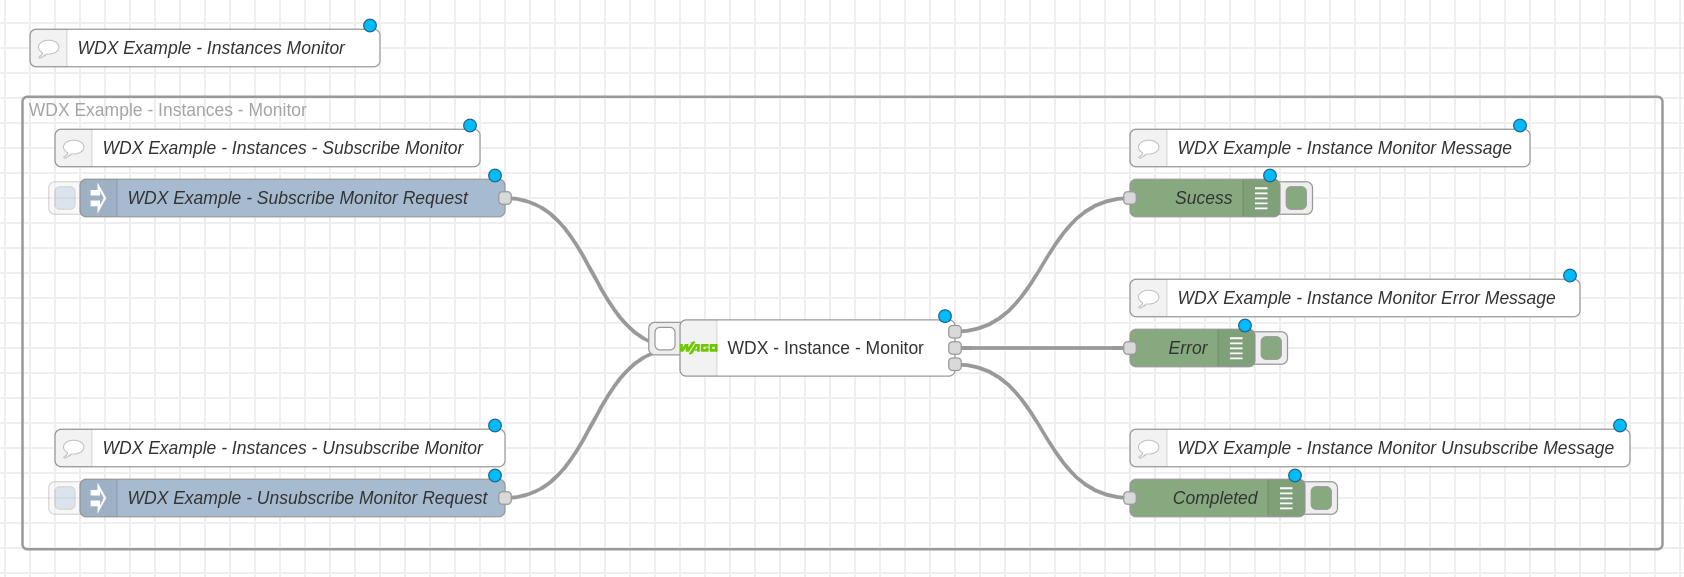 WDX Example - Instances Monitor
WDX Example - Instances - Monitor
WDX Example - Instances - Subscribe Monitor
WDX Example - Subscribe Monitor Request
WDX Example - Instance Monitor Message
Sucess
WDX Example - Instance Monitor Error Message
Error
WAGO
WDX - Instance - Monitor
WDX Example - Instances - Unsubscribe Monitor
WDX Example - Unsubscribe Monitor Request
WDX Example - Instance Monitor Unsubscribe Message
Completed